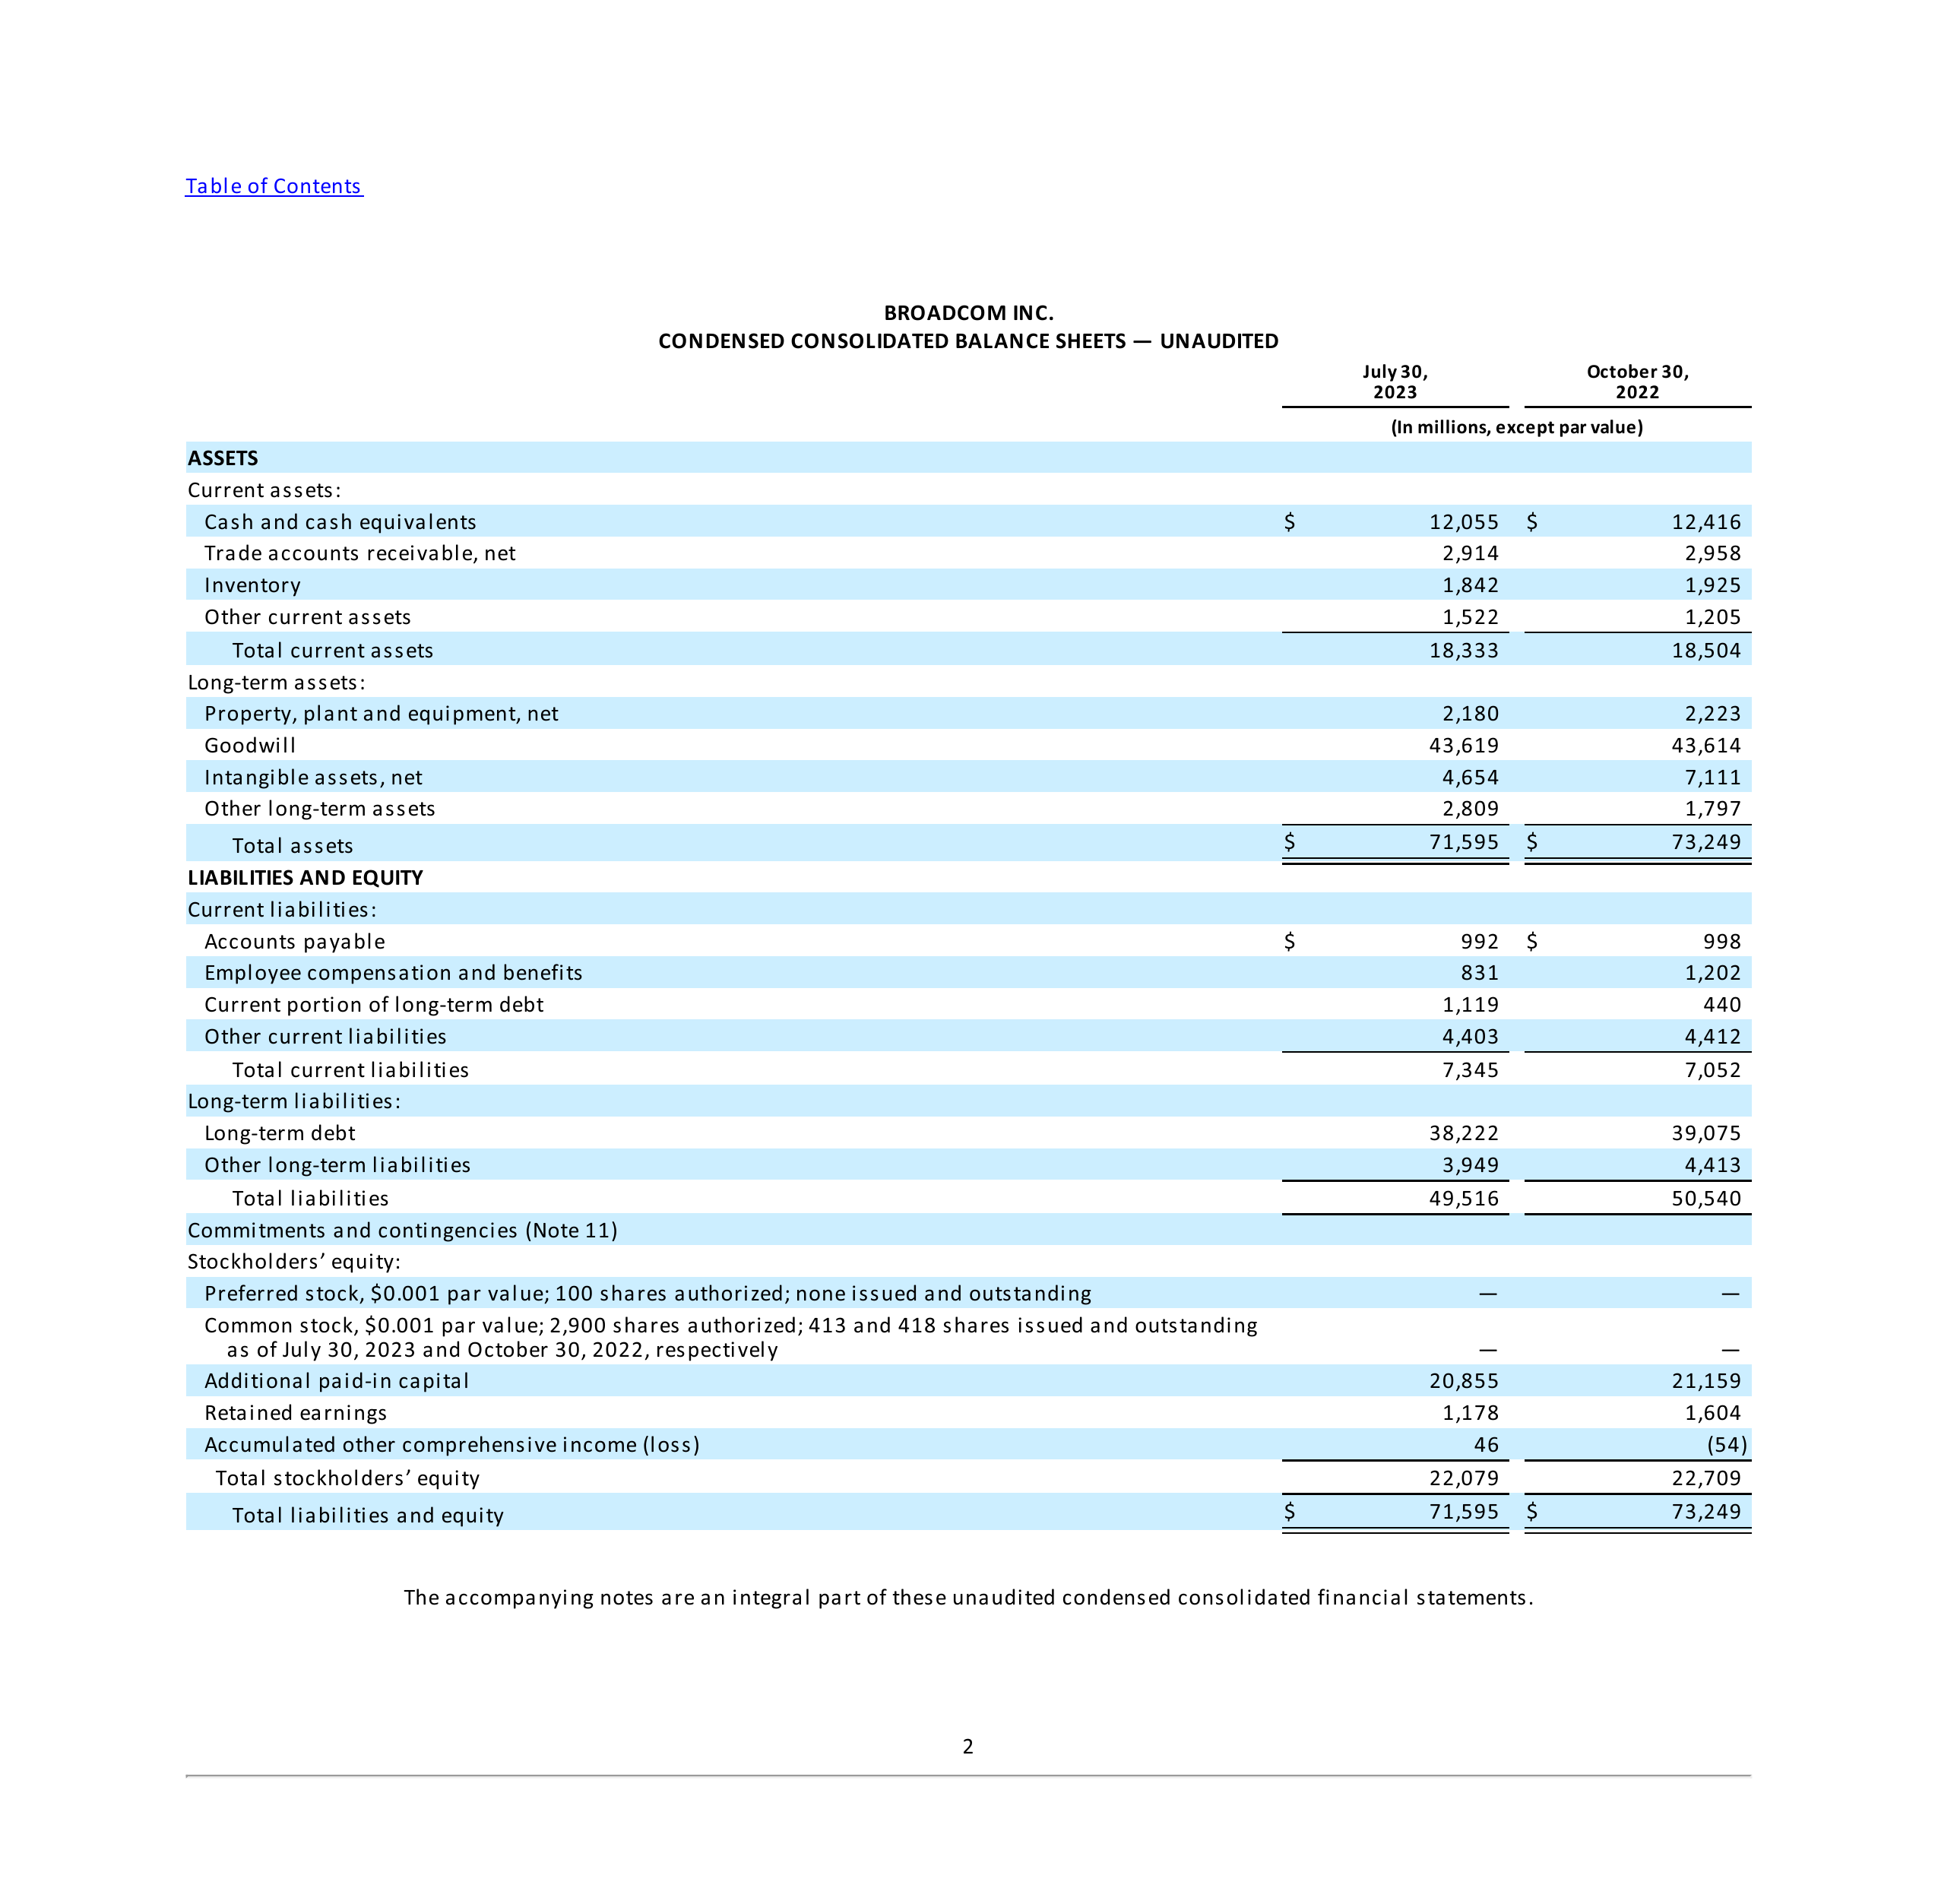 Table of Contents
BROADCOM INC.
CONDENSED CONSOLIDATED BALANCE SHEETS — UNAUDITED
July 30, October 30,
2023 2022
(In millions, except par value)
ASSETS
Current assets:
Cash and cash equivalents $ 12,055 $ 12,416
Trade accounts receivable, net 2,914 2,958
Inventory 1,842 1,925
Other current assets 1,522 1,205
Total current assets 18,333 18,504
Long-term assets:
Property, plant and equipment, net 2,180 2,223
Goodwill 43,619 43,614
Intangible assets, net 4,654 7,111
Other long-term assets 2,809 1,797
Total assets $ 71,595 $ 73,249
LIABILITIES AND EQUITY
Current liabilities:
Accounts payable $ 992 $ 998
Employee compensation and benefits 831 1,202
Current portion of long-term debt 1,119 440
Other current liabilities 4,403 4,412
Total current liabilities 7,345 7,052
Long-term liabilities:
Long-term debt 38,222 39,075
Other long-term liabilities 3,949 4,413
Total liabilities 49,516 50,540
Commitments and contingencies (Note 11)
Stockholders’ equity:
Preferred stock, $0.001 par value; 100 shares authorized; none issued and outstanding — —
Common stock, $0.001 par value; 2,900 shares authorized; 413 and 418 shares issued and outstanding
as of July 30, 2023 and October 30, 2022, respectively — —
Additional paid-in capital 20,855 21,159
Retained earnings 1,178 1,604
Accumulated other comprehensive income (loss) 46 (54)
Total stockholders’ equity 22,079 22,709
Total liabilities and equity $ 71,595 $ 73,249
The accompanying notes are an integral part of these unaudited condensed consolidated financial statements.
2